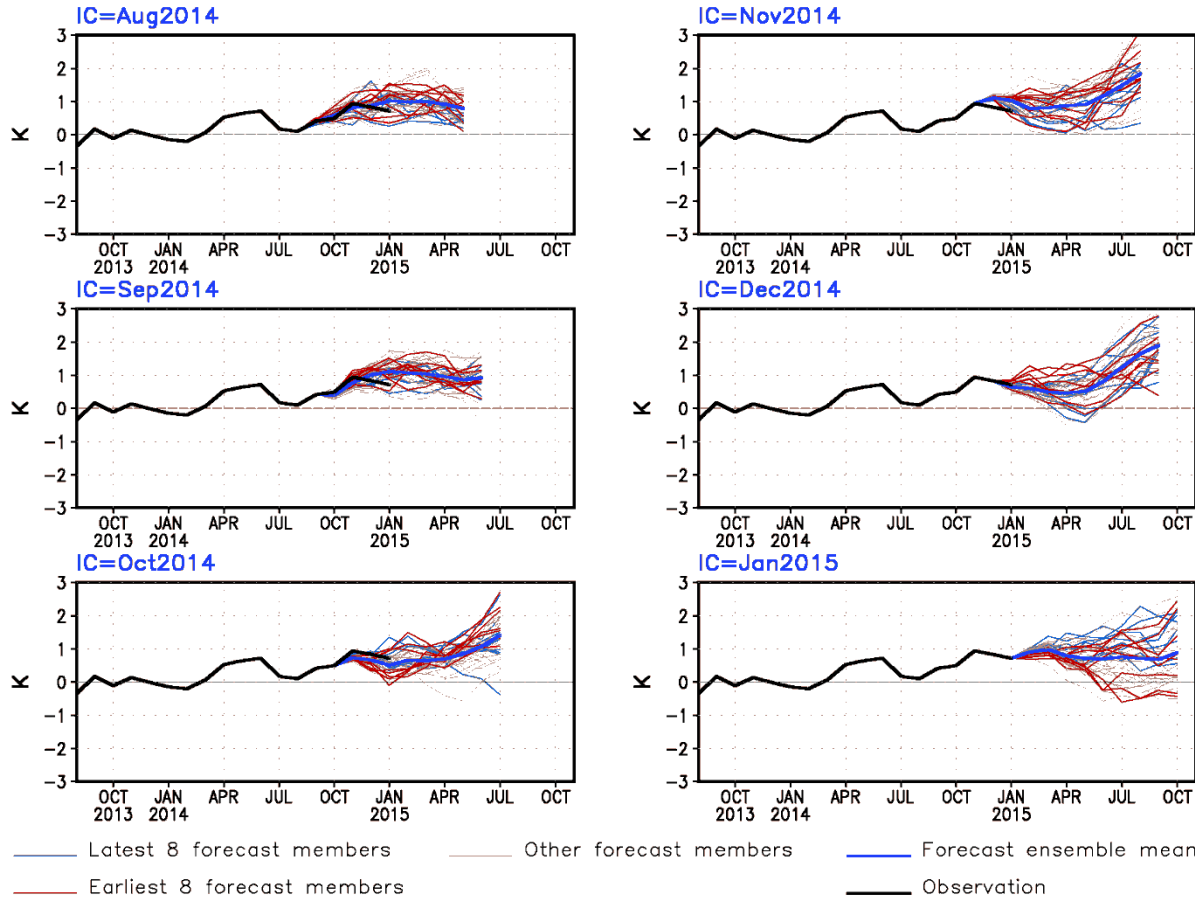 IC=Aug2014
3
2
1
0
-1
-2
-3
K
OCT JAN APR JUL OCT JAN APR JUL OCT
2013 2014 2015
IC=Nov2014
3
2
1
0
-1
-2
-3
K
OCT JAN APR JUL OCT JAN APR JUL OCT
2013 2014 2015
IC=Sep2014
3
2
1
0
-1
-2
-3
K
OCT JAN APR JUL OCT JAN APR JUL OCT
2013 2014 2015
IC=Dec2014
3
2
1
0
-1
-2
-3
K
OCT JAN APR JUL OCT JAN APR JUL OCT
2013 2014 2015
IC=Oct2014
3
2
1
0
-1
-2
-3
K
OCT JAN APR JUL OCT JAN APR JUL OCT
2013 2014 2015
IC=Jan2015
3
2
1
0
-1
-2
-3
K
OCT JAN APR JUL OCT JAN APR JUL OCT
2013 2014 2015
Latest 8 forecast members
Other forecast members
Forecast ensemble mean
Earliest 8 forecast members
Observation